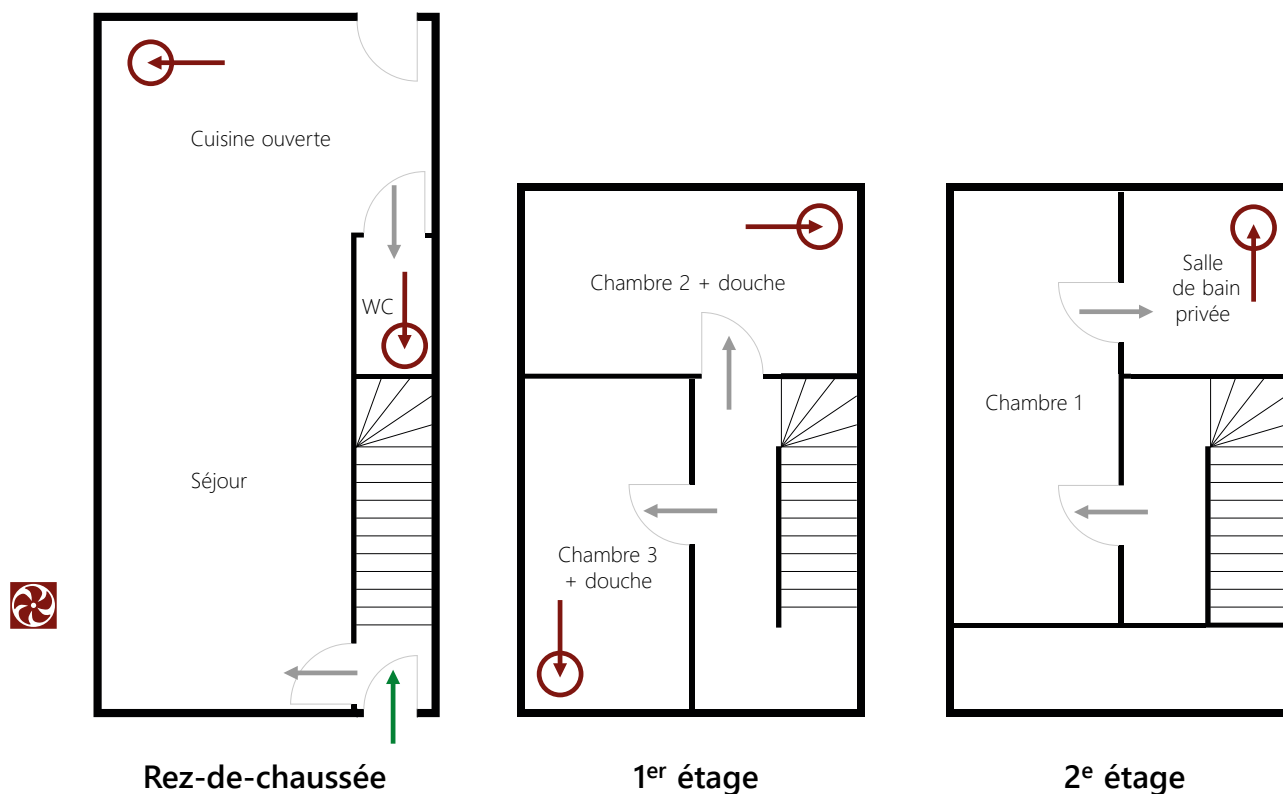 Cuisine ouverte
WC
Séjour
Rez-de-chaussée
Chambre 2 + douche
Chambre 3
+ douche
1er étage
Salle
de bain
privée
Chambre 1
2e étage